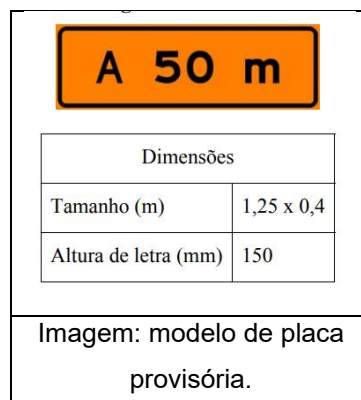 A 50 m
Dimensões
Tamanho (m) 1,25 x 0,4
Altura de letra (mm) 150
Imagem: modelo de placa
provisória.